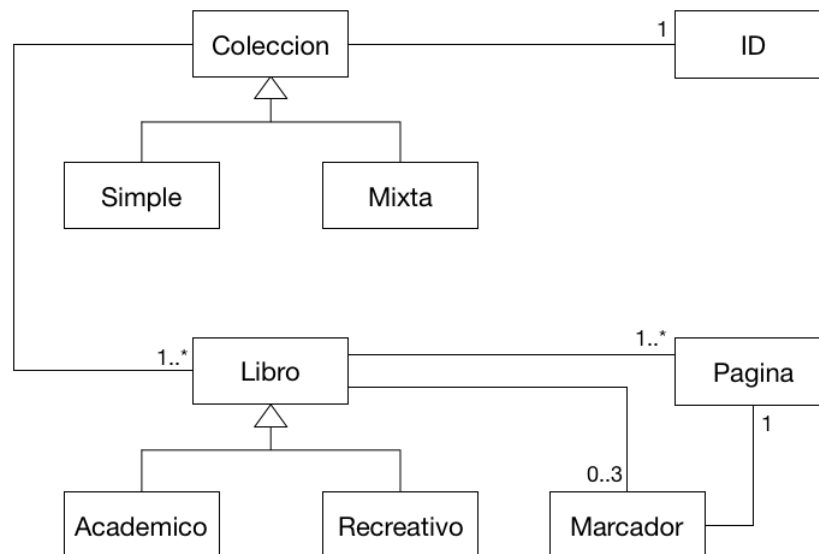 Coleccion
1
ID
Simple
Mixta
1..*
Libro
1..*
Pagina
1
0..3
Academico
Recreativo
Marcador